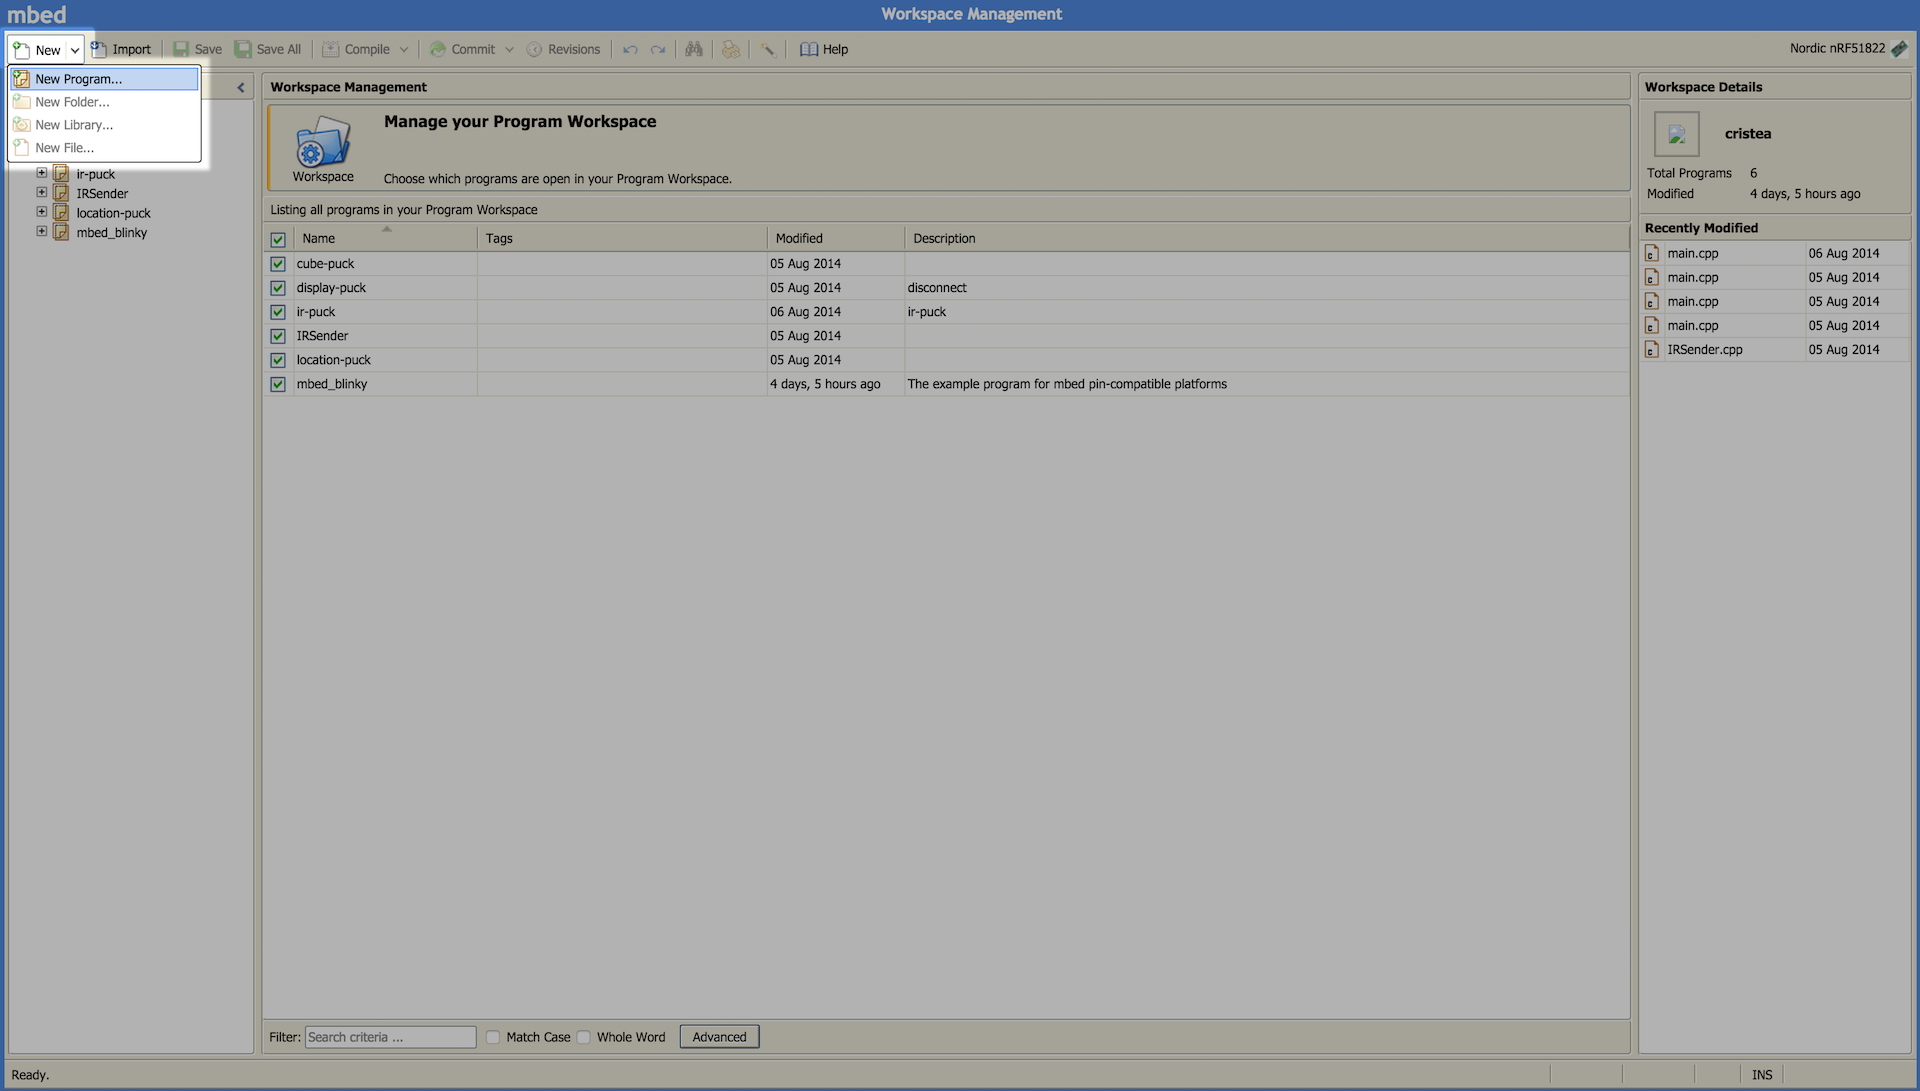 mbed
Workspace Management
New
Import
Save
Save All
Compile
Commit
Revisions
Help
Nordic nRF51822
New Program...
New Folder...
New Library...
New File...
ir-puck
IRSender
location-puck
mbed_blinky
Workspace Management
Manage your Program Workspace
Workspace
Choose which programs are open in your Program Workspace.
Listing all programs in your Program Workspace
Name Tags Modified Description
cube-puck 05 Aug 2014
display-puck 05 Aug 2014 disconnect
ir-puck 06 Aug 2014 ir-puck
IRSender 05 Aug 2014
location-puck 05 Aug 2014
mbed_blinky 4 days, 5 hours ago The example program for mbed pin-compatible platforms
Filter: Search criteria ... Match Case Whole Word Advanced
Workspace Details
cristea
Total Programs 6
Modified 4 days, 5 hours ago
Recently Modified
main.cpp 06 Aug 2014
main.cpp 05 Aug 2014
main.cpp 05 Aug 2014
main.cpp 05 Aug 2014
IRSender.cpp 05 Aug 2014
Ready.
INS